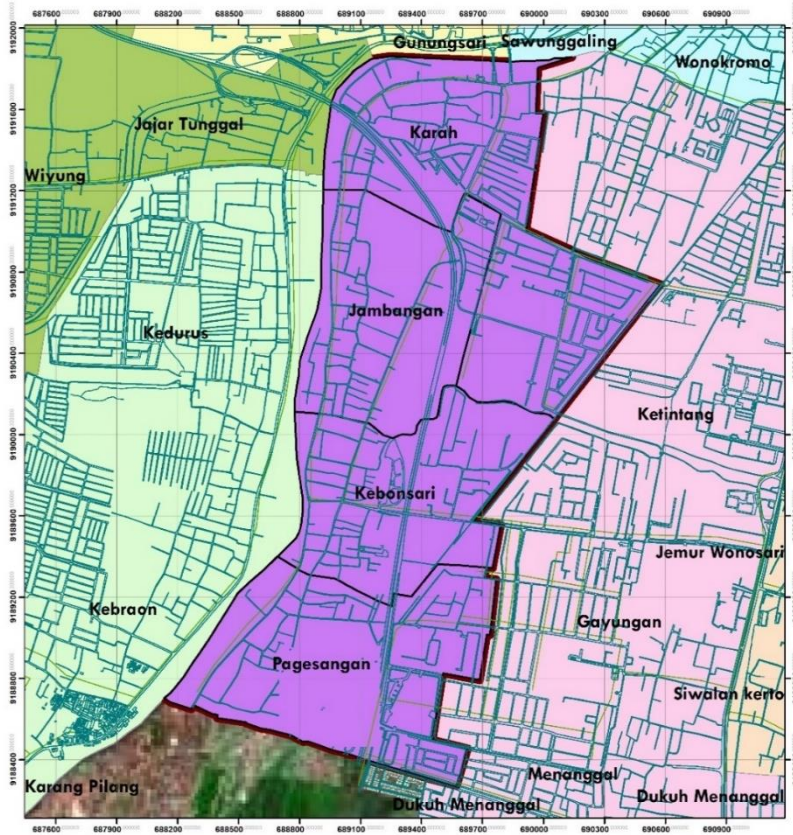 687600 687900 688200 688500 688800 689100 689400 689700 690000 690300 690600 690900
9192000
Gunungsari Sawunggaling
Wonokromo
9191600
Jajar Tunggal
Karah
Wiyung
9191200
9190800
Jambangan
Kedurus
9190400
Ketintang
9190000
Kebonsari
9189600
Jemur Wonosari
Kebraon
9189200
Gayungan
Pagesangan
9188800
Siwalan kerto
9188400
Menanggal
Karang Pilang
Dukuh Menanggal
Dukuh Menanggal
687600 687900 688200 688500 688800 689100 689400 689700 690000 690300 690600 690900